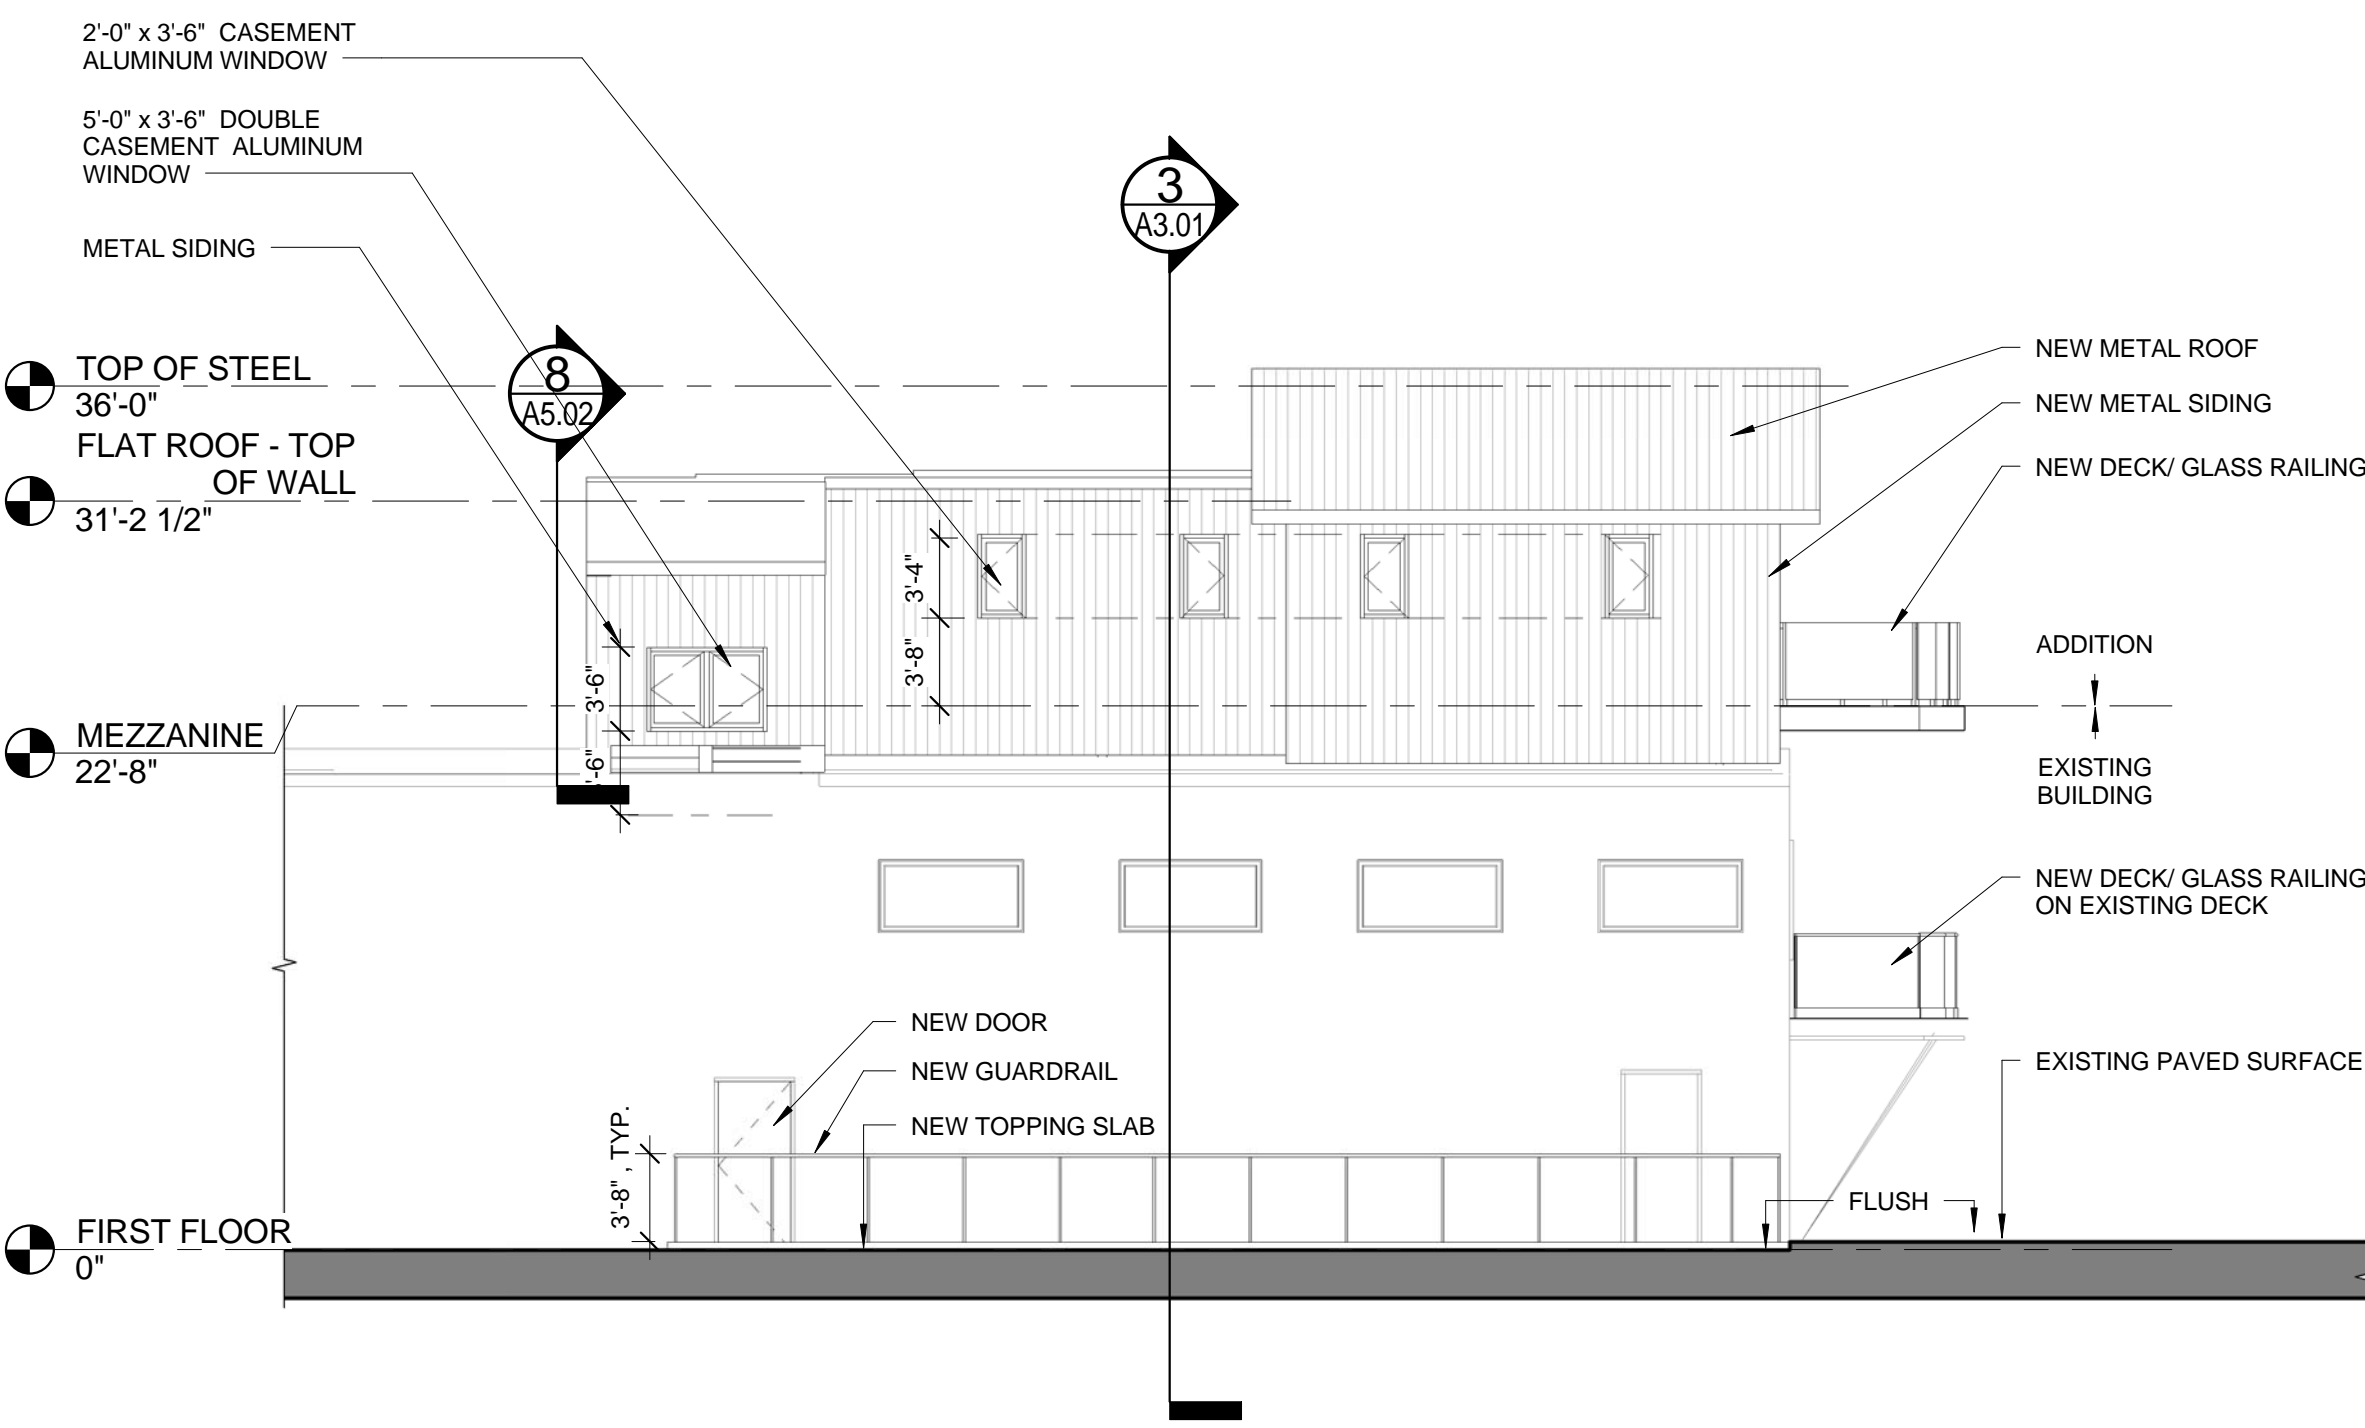 2'-0" x 3'-6" CASEMENT
ALUMINUM WINDOW
5'-0" x 3'-6" DOUBLE
CASEMENT ALUMINUM
WINDOW
METAL SIDING
3
A3.01
8
A5.02
TOP OF STEEL
36'-0"
FLAT ROOF - TOP
OF WALL
31'-2 1/2"
MEZZANINE
22'-8"
FIRST FLOOR
0"
3'-4"
3'-8"
3'-6"
'-6"
NEW METAL ROOF
NEW METAL SIDING
NEW DECK/ GLASS RAILING
ADDITION
EXISTING
BUILDING
NEW DECK/ GLASS RAILING
ON EXISTING DECK
EXISTING PAVED SURFACE
NEW DOOR
NEW GUARDRAIL
NEW TOPPING SLAB
3'-8" , TYP.
FLUSH